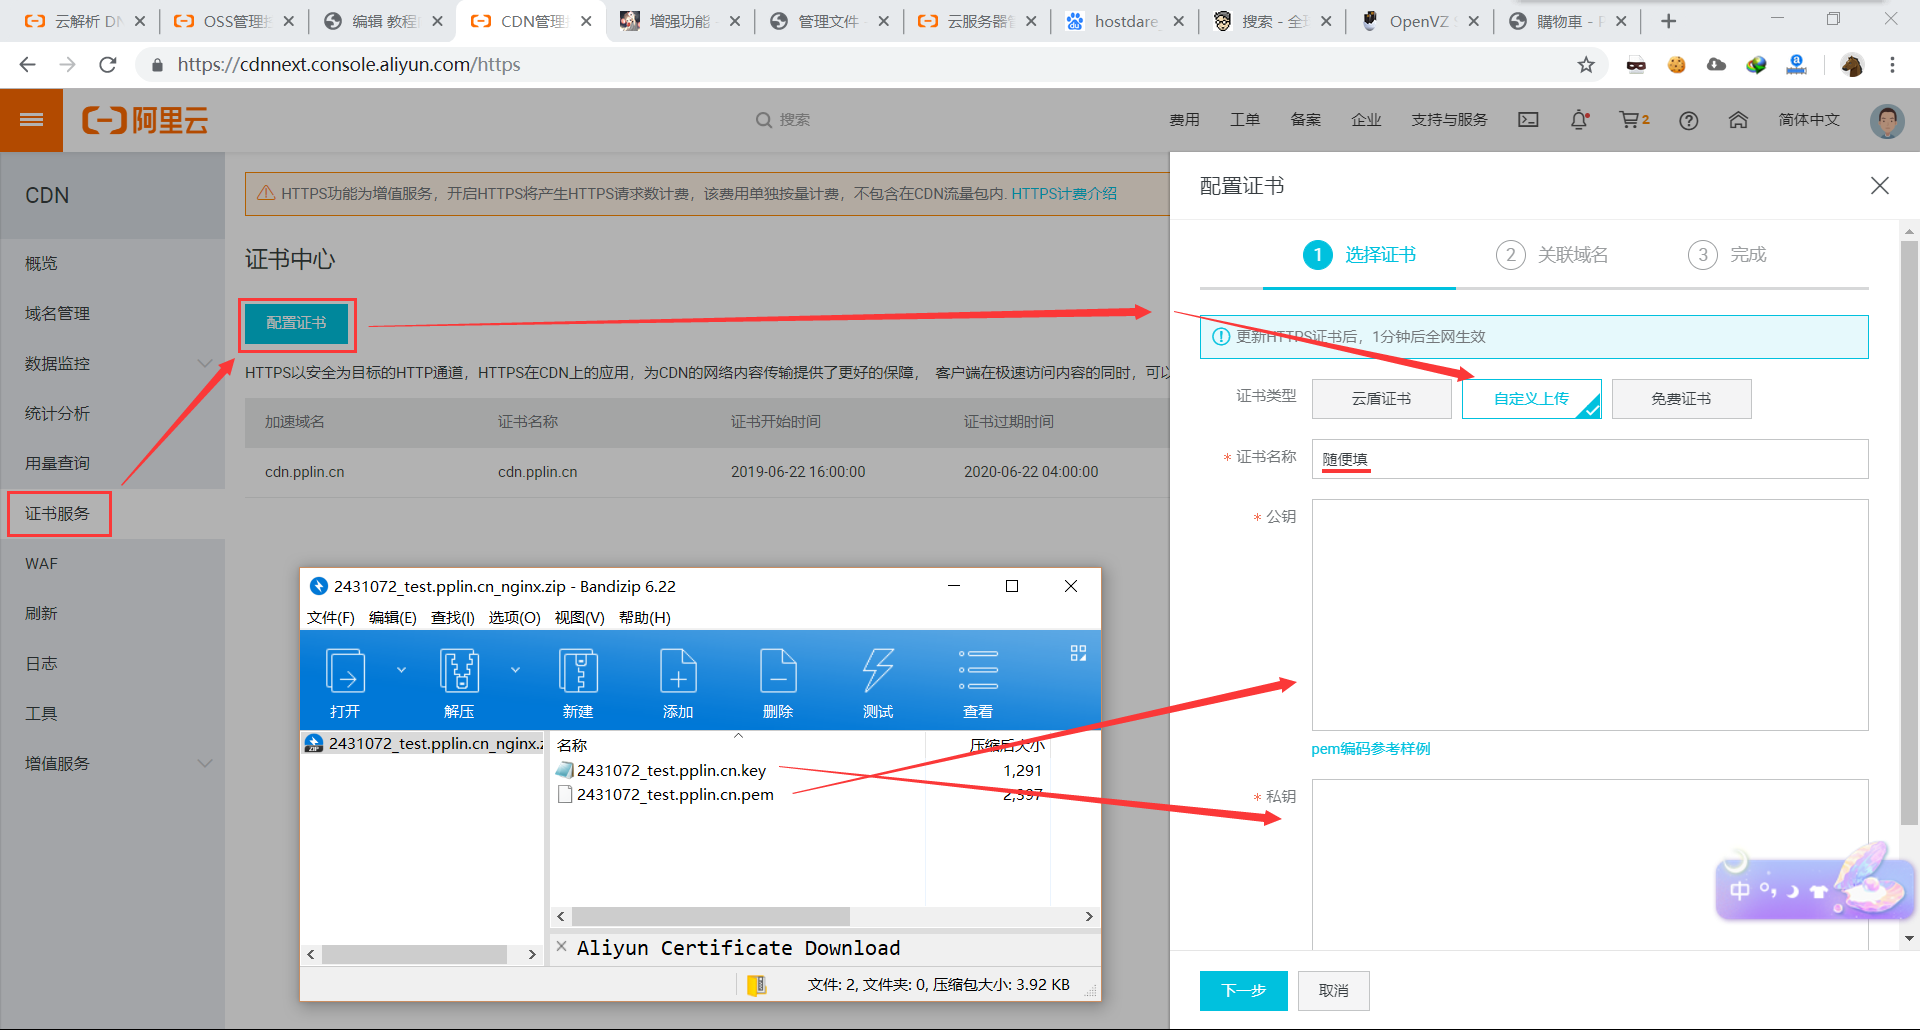 云解析 DN
OSS管理控
编辑 教程
CDN管理控
增强功能
管理文件
云服务器管
hostdare
搜索 - 全球
OpenVZ
購物車 -
https://cdnnext.console.aliyun.com/https
阿里云
搜索
费用
工单
备案
企业
支持与服务
2
简体中文
CDN
概览
域名管理
数据监控
统计分析
用量查询
证书服务
WAF
刷新
日志
工具
增值服务
HTTPS功能为增值服务，开启HTTPS将产生HTTPS请求数计费，该费用单独按量计费，不包含在CDN流量包内. HTTPS计费介绍
证书中心
配置证书
HTTPS以安全为目标的HTTP通道，HTTPS在CDN上的应用，为CDN的网络内容传输提供了更好的保障， 客户端在极速访问内容的同时，可以
加速域名 证书名称 证书开始时间 证书过期时间
cdn.pplin.cn cdn.pplin.cn 2019-06-22 16:00:00 2020-06-22 04:00:00
2431072_test.pplin.cn_nginx.zip - Bandizip 6.22
文件(F) 编辑(E) 查找(I) 选项(O) 视图(V) 帮助(H)
打开 解压 新建 添加 删除 测试 查看
2431072_test.pplin.cn_nginx.z
名称 压缩后大小
2431072_test.pplin.cn.key 1,291
2431072_test.pplin.cn.pem 2,397
Aliyun Certificate Download
文件: 2, 文件夹: 0, 压缩包大小: 3.92 KB
配置证书
1 选择证书
2 关联域名
3 完成
更新HTTPS证书后，1分钟后全网生效
证书类型 云盾证书 自定义上传 免费证书
* 证书名称 随便填
* 公钥
pem编码参考样例
* 私钥
中
下一步 取消